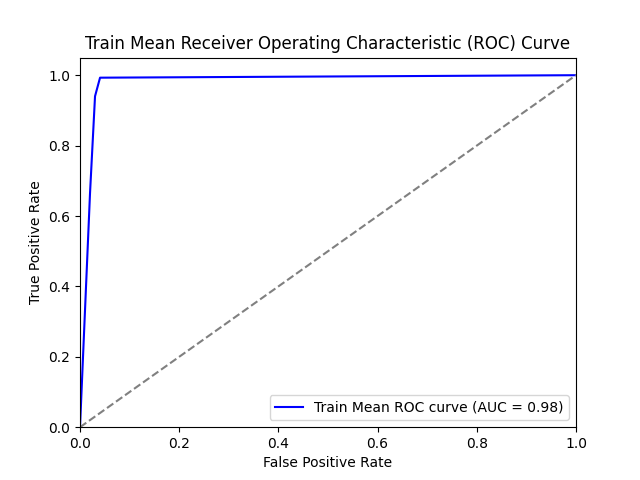 Train Mean Receiver Operating Characteristic (ROC) Curve
1.0
0.8
0.6
0.4
0.2
0.0
True Positive Rate
Train Mean ROC curve (AUC = 0.98)
0.0 0.2 0.4 0.6 0.8 1.0
False Positive Rate